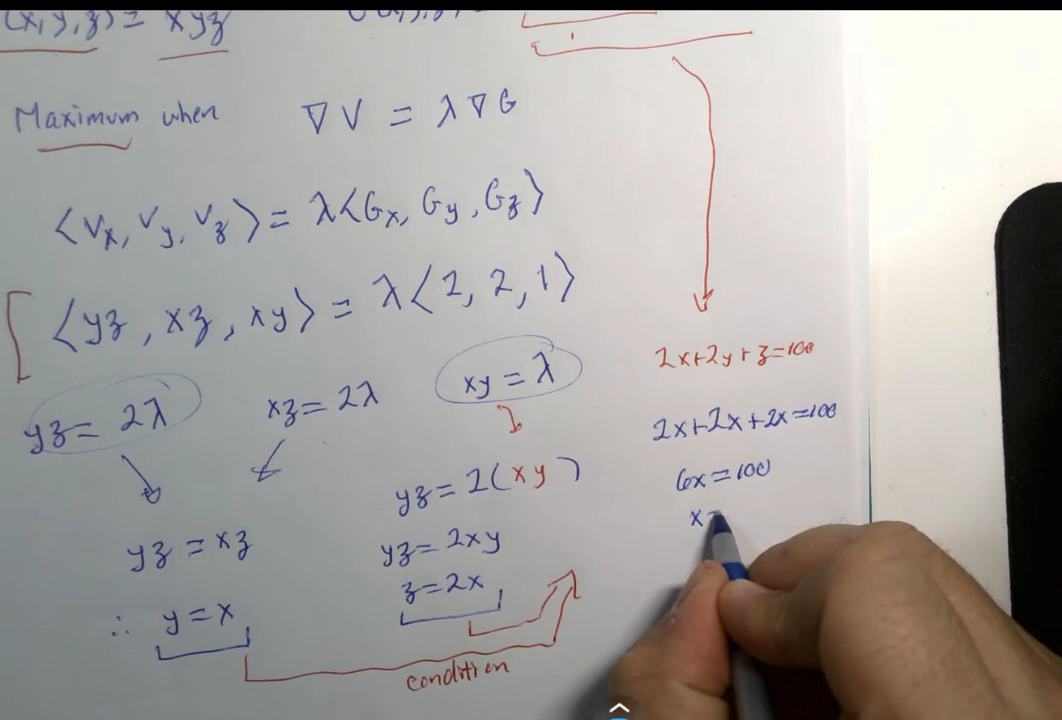 (x,y,z) = xyz
Maximum when ∇V = λ∇G
⟨Vx, Vy, Vz⟩ = λ⟨Gx, Gy, Gz⟩
⟨yz, xz, xy⟩ = λ⟨2, 2, 1⟩
yz = 2λ
xz = 2λ
xy = λ
yz = xz
∴ y = x
yz = 2(xy)
yz = 2xy
z = 2x
condition
2x+2y+z=100
2x+2x+2x=100
6x=100
x=